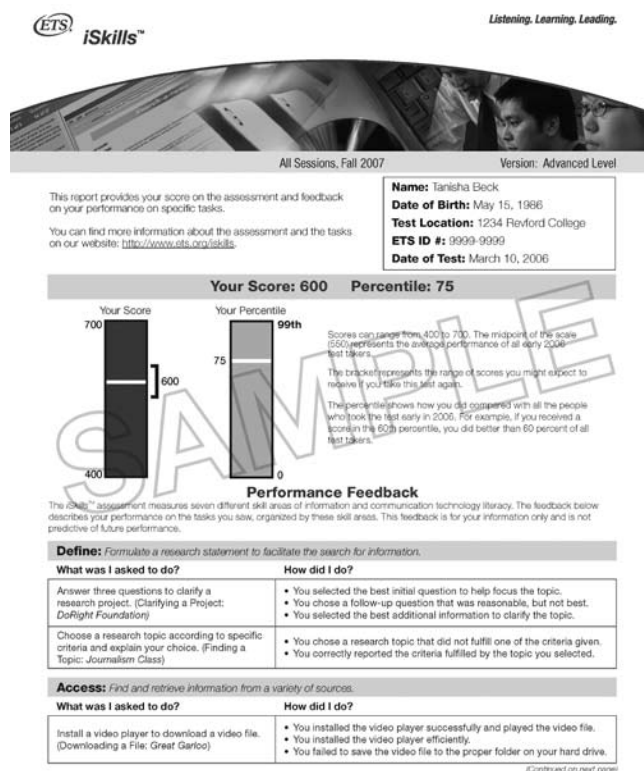 ETS
iSkills™
Listening. Learning. Leading.
All Sessions, Fall 2007
Version: Advanced Level
This report provides your score on the assessment and feedback
on your performance on specific tasks.
You can find more information about the assessment and the tasks
on our website: http://www.ets.org/iskills.
Name: Tanisha Beck
Date of Birth: May 15, 1986
Test Location: 1234 Revford College
ETS ID #: 9999-9999
Date of Test: March 10, 2006
Your Score: 600 Percentile: 75
Your Score
700
600
400
Your Percentile
99th
75
0
Scores can range from 400 to 700. The midpoint of the scale
(550) represents the average performance of all early 2006
test takers.
The bracket represents the range of scores you might expect to
receive if you take this test again.
The percentile shows how you did compared with all the people
who took the test early in 2006. For example, if you received a
score in the 60th percentile, you did better than 60 percent of all
test takers.
SAMPLE
Performance Feedback
The iSkills™ assessment measures seven different skill areas of information and communication technology literacy. The feedback below
describes your performance on the tasks you saw, organized by these skill areas. This feedback is for your information only and is not
predictive of future performance.
Define: Formulate a research statement to facilitate the search for information.
What was I asked to do?
How did I do?
Answer three questions to clarify a
research project. (Clarifying a Project:
DoRight Foundation)
• You selected the best initial question to help focus the topic.
• You chose a follow-up question that was reasonable, but not best.
• You selected the best additional information to clarify the topic.
Choose a research topic according to specific
criteria and explain your choice. (Finding a
Topic: Journalism Class)
• You chose a research topic that did not fulfill one of the criteria given.
• You correctly reported the criteria fulfilled by the topic you selected.
Access: Find and retrieve information from a variety of sources.
What was I asked to do?
How did I do?
Install a video player to download a video file.
(Downloading a File: Great Garloo)
• You installed the video player successfully and played the video file.
• You installed the video player efficiently.
• You failed to save the video file to the proper folder on your hard drive.
(Continued on next page)